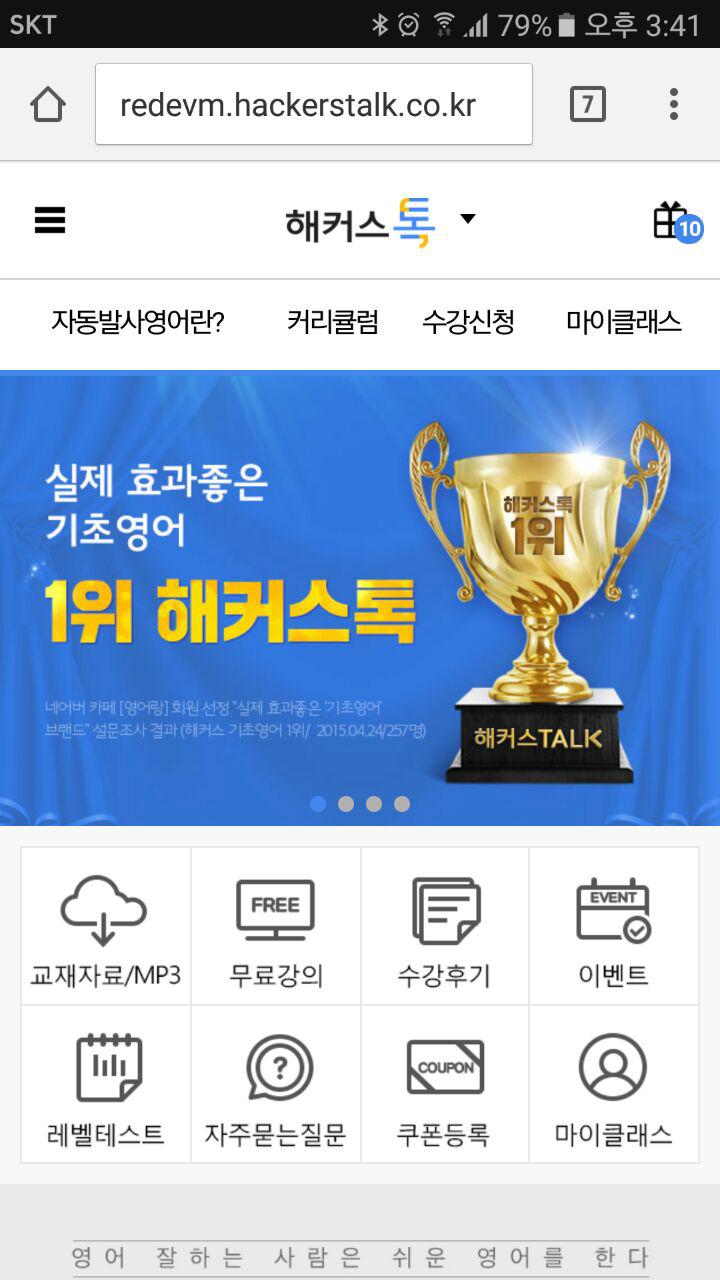 SKT 79% 오후 3:41
redevm.hackerstalk.co.kr 7
해커스톡 10
자동발사영어란? 커리큘럼 수강신청 마이클래스
실제 효과좋은
기초영어
1위 해커스톡
네이버 카페 [영어랑] 회원 선정 "실제 효과좋은 '기초영어'
브랜드" 설문조사 결과 (해커스 기초영어 1위/ 2015.04.24/257명)
해커스톡
1위
해커스TALK
FREE EVENT
교재자료/MP3 무료강의 수강후기 이벤트
? COUPON
레벨테스트 자주묻는질문 쿠폰등록 마이클래스
영어 잘하는 사람은 쉬운 영어를 한다